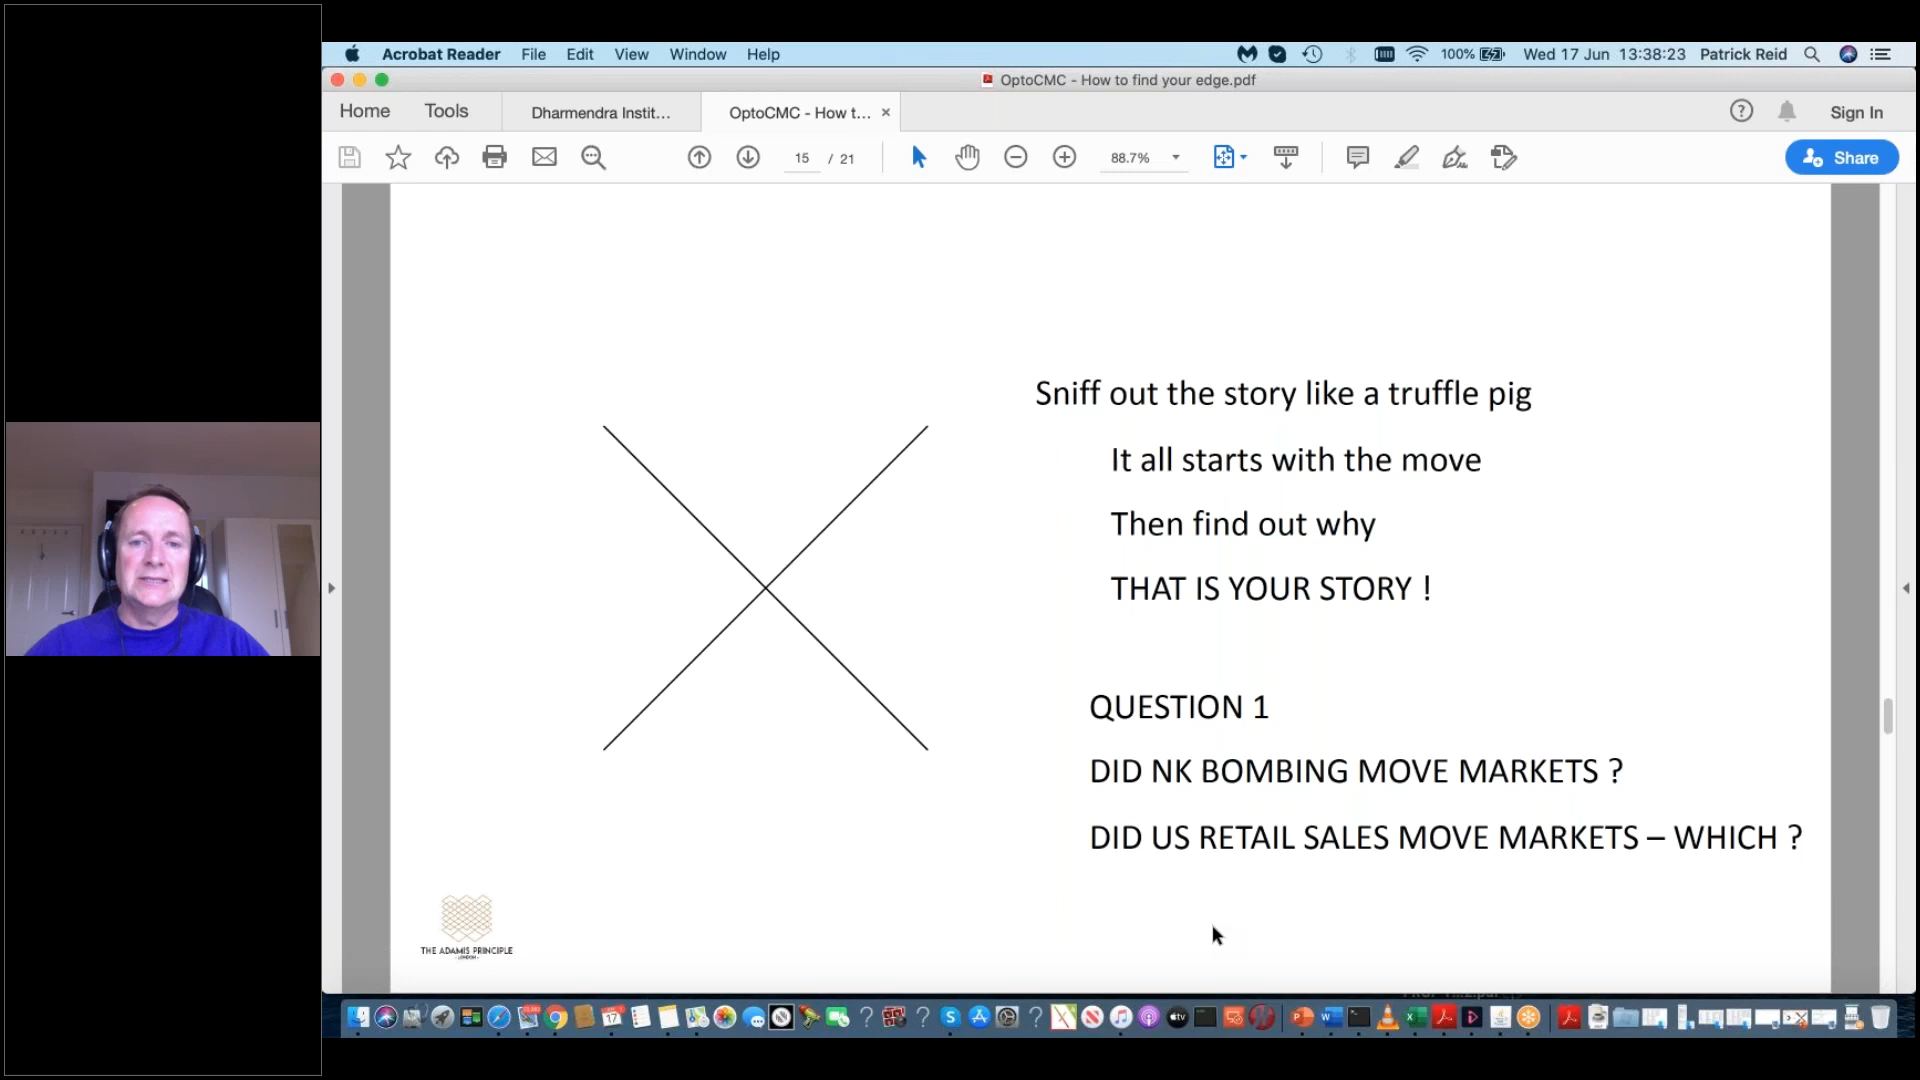 Acrobat Reader File Edit View Window Help 100% Wed 17 Jun 13:38:23 Patrick Reid
OptoCMC - How to find your edge.pdf
Home Tools Dharmendra Instit... OptoCMC - How t... × ? Sign In
15 / 21 88.7% Share
Sniff out the story like a truffle pig
It all starts with the move
Then find out why
THAT IS YOUR STORY !
QUESTION 1
DID NK BOMBING MOVE MARKETS ?
DID US RETAIL SALES MOVE MARKETS – WHICH ?
THE ADAMIS PRINCIPLE
- LONDON -
17 ? ? ? tv